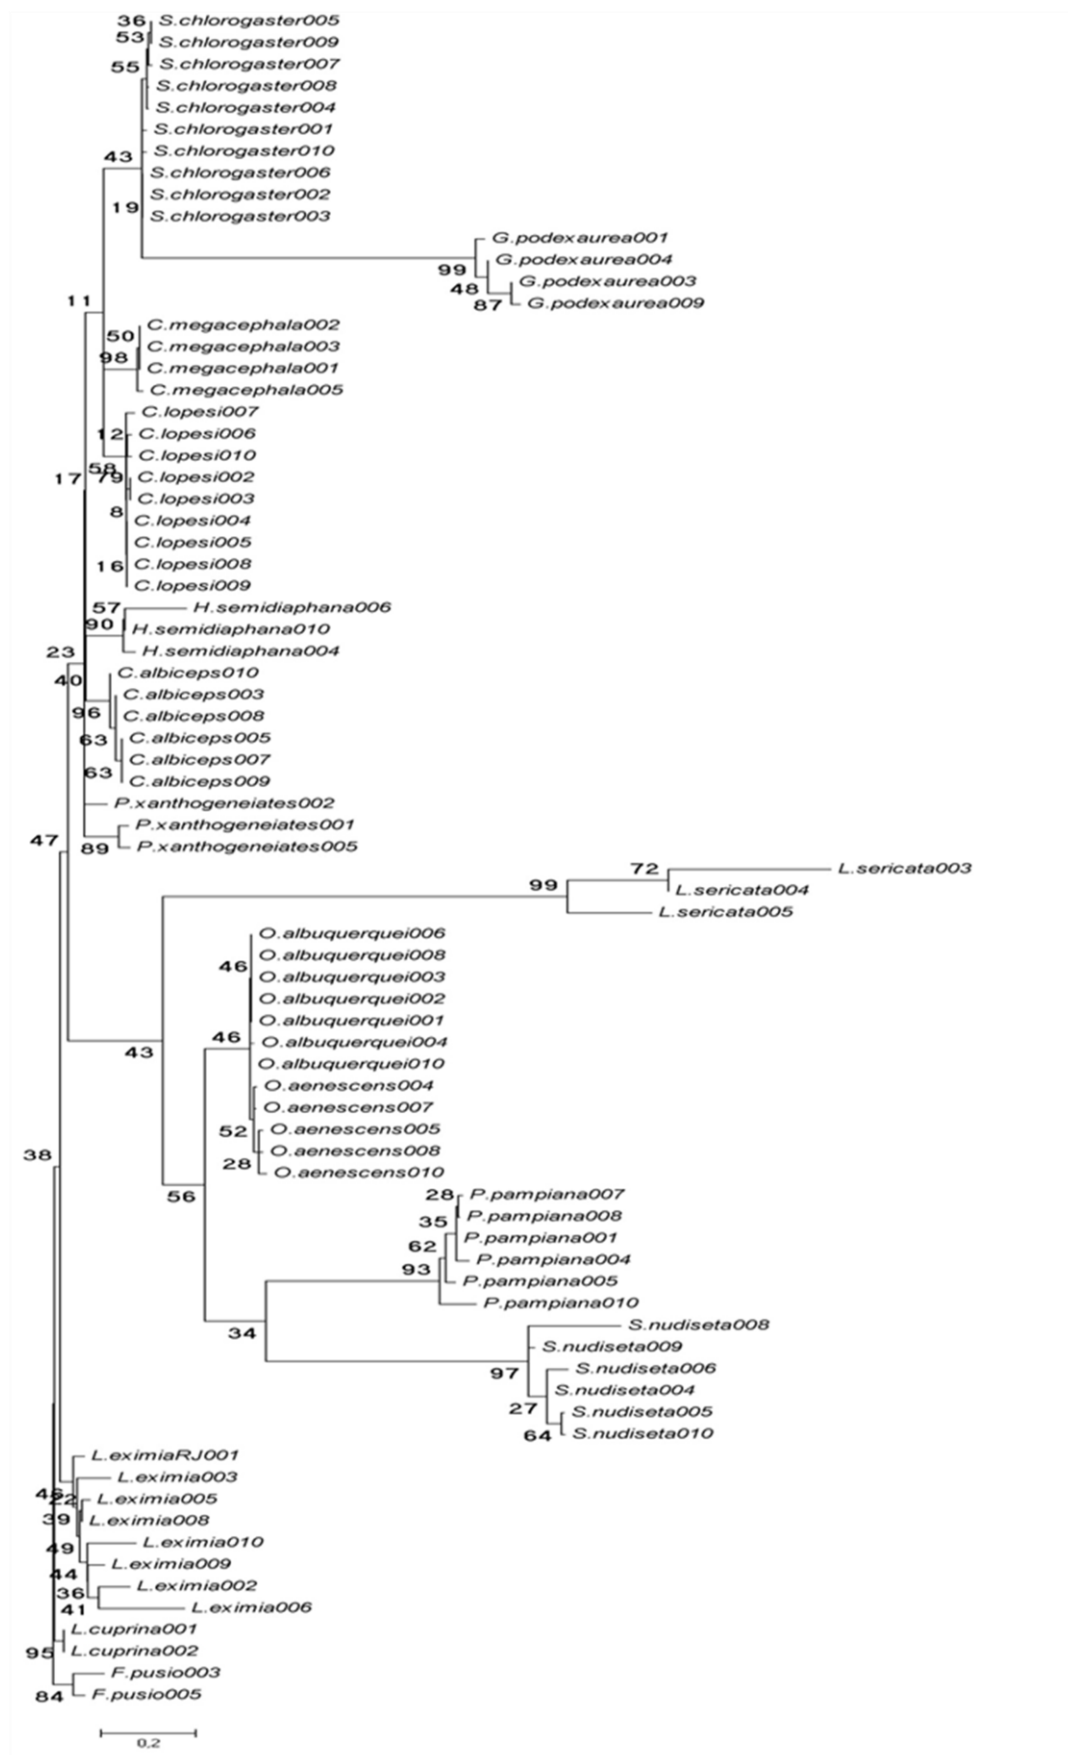 36 S.chlorogaster005
53 S.chlorogaster009
S.chlorogaster007
55
S.chlorogaster008
S.chlorogaster004
S.chlorogaster001
S.chlorogaster010
43
S.chlorogaster006
S.chlorogaster002
19
S.chlorogaster003
G.podexaurea001
G.podexaurea004
99
G.podexaurea003
48
G.podexaurea009
87
11
C.megacephala002
50
C.megacephala003
98
C.megacephala001
C.megacephala005
C.lopesi007
12 C.lopesi006
C.lopesi010
58
17 79 C.lopesi002
C.lopesi003
8
C.lopesi004
C.lopesi005
16 C.lopesi008
C.lopesi009
57 H.semidiaphana006
90 H.semidiaphana010
23 H.semidiaphana004
C.albiceps010
40
C.albiceps003
96 C.albiceps008
63 C.albiceps005
C.albiceps007
63 C.albiceps009
P.xanthogeneiates002
P.xanthogeneiates001
47
89 P.xanthogeneiates005
72 L.sericata003
99 L.sericata004
L.sericata005
O.albuquerquei006
O.albuquerquei008
46
O.albuquerquei003
O.albuquerquei002
O.albuquerquei001
46 O.albuquerquei004
43
O.albuquerquei010
O.aenescens004
O.aenescens007
52 O.aenescens005
38 O.aenescens008
28
O.aenescens010
56 28 P.pampiana007
35 P.pampiana008
P.pampiana001
62
P.pampiana004
93
P.pampiana005
P.pampiana010
34 S.nudiseta008
S.nudiseta009
97 S.nudiseta006
S.nudiseta004
27 S.nudiseta005
64 S.nudiseta010
L.eximiaRJ001
L.eximia003
22 L.eximia005
39 L.eximia008
L.eximia010
49
L.eximia009
44
L.eximia002
36
41 L.eximia006
L.cuprina001
95 L.cuprina002
F.pusio003
84 F.pusio005
0,2